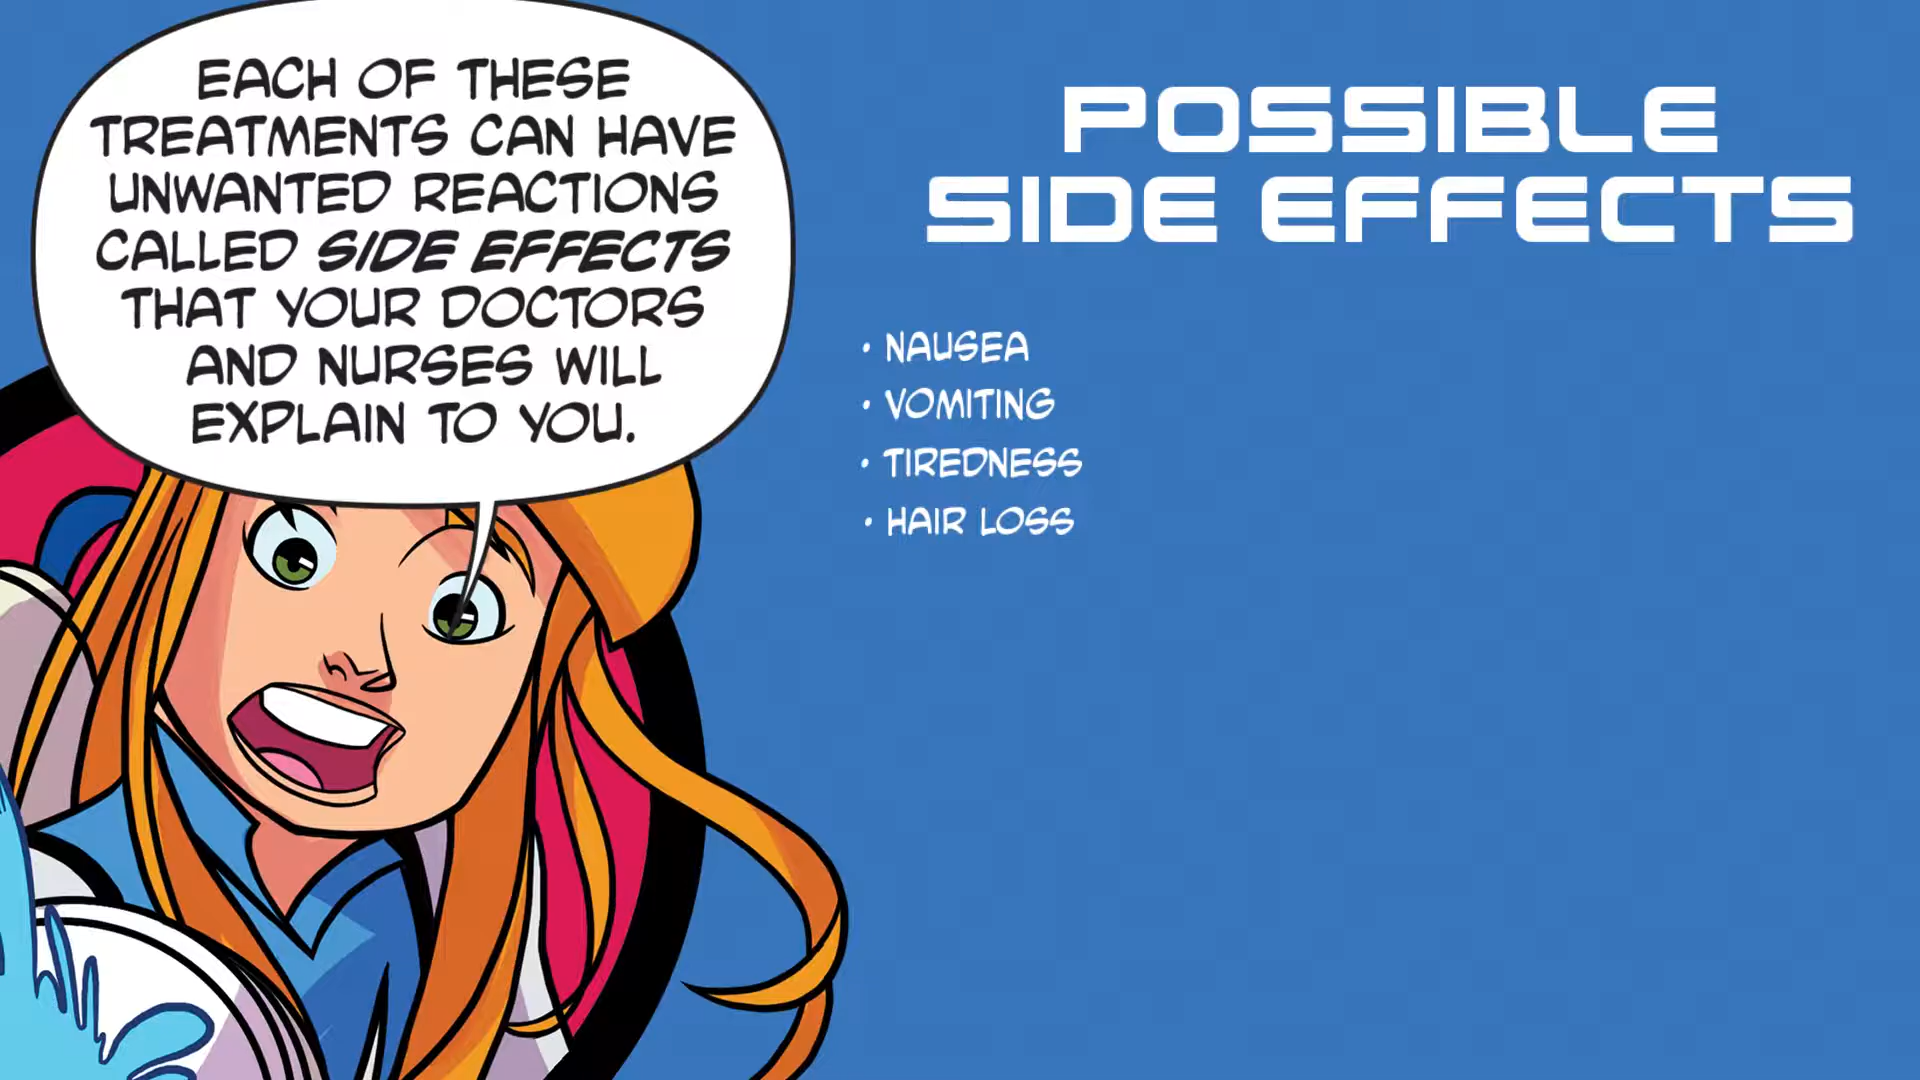 EACH OF THESE
TREATMENTS CAN HAVE
UNWANTED REACTIONS
CALLED SIDE EFFECTS
THAT YOUR DOCTORS
AND NURSES WILL
EXPLAIN TO YOU.
POSSIBLE
SIDE EFFECTS
• NAUSEA
• VOMITING
• TIREDNESS
• HAIR LOSS